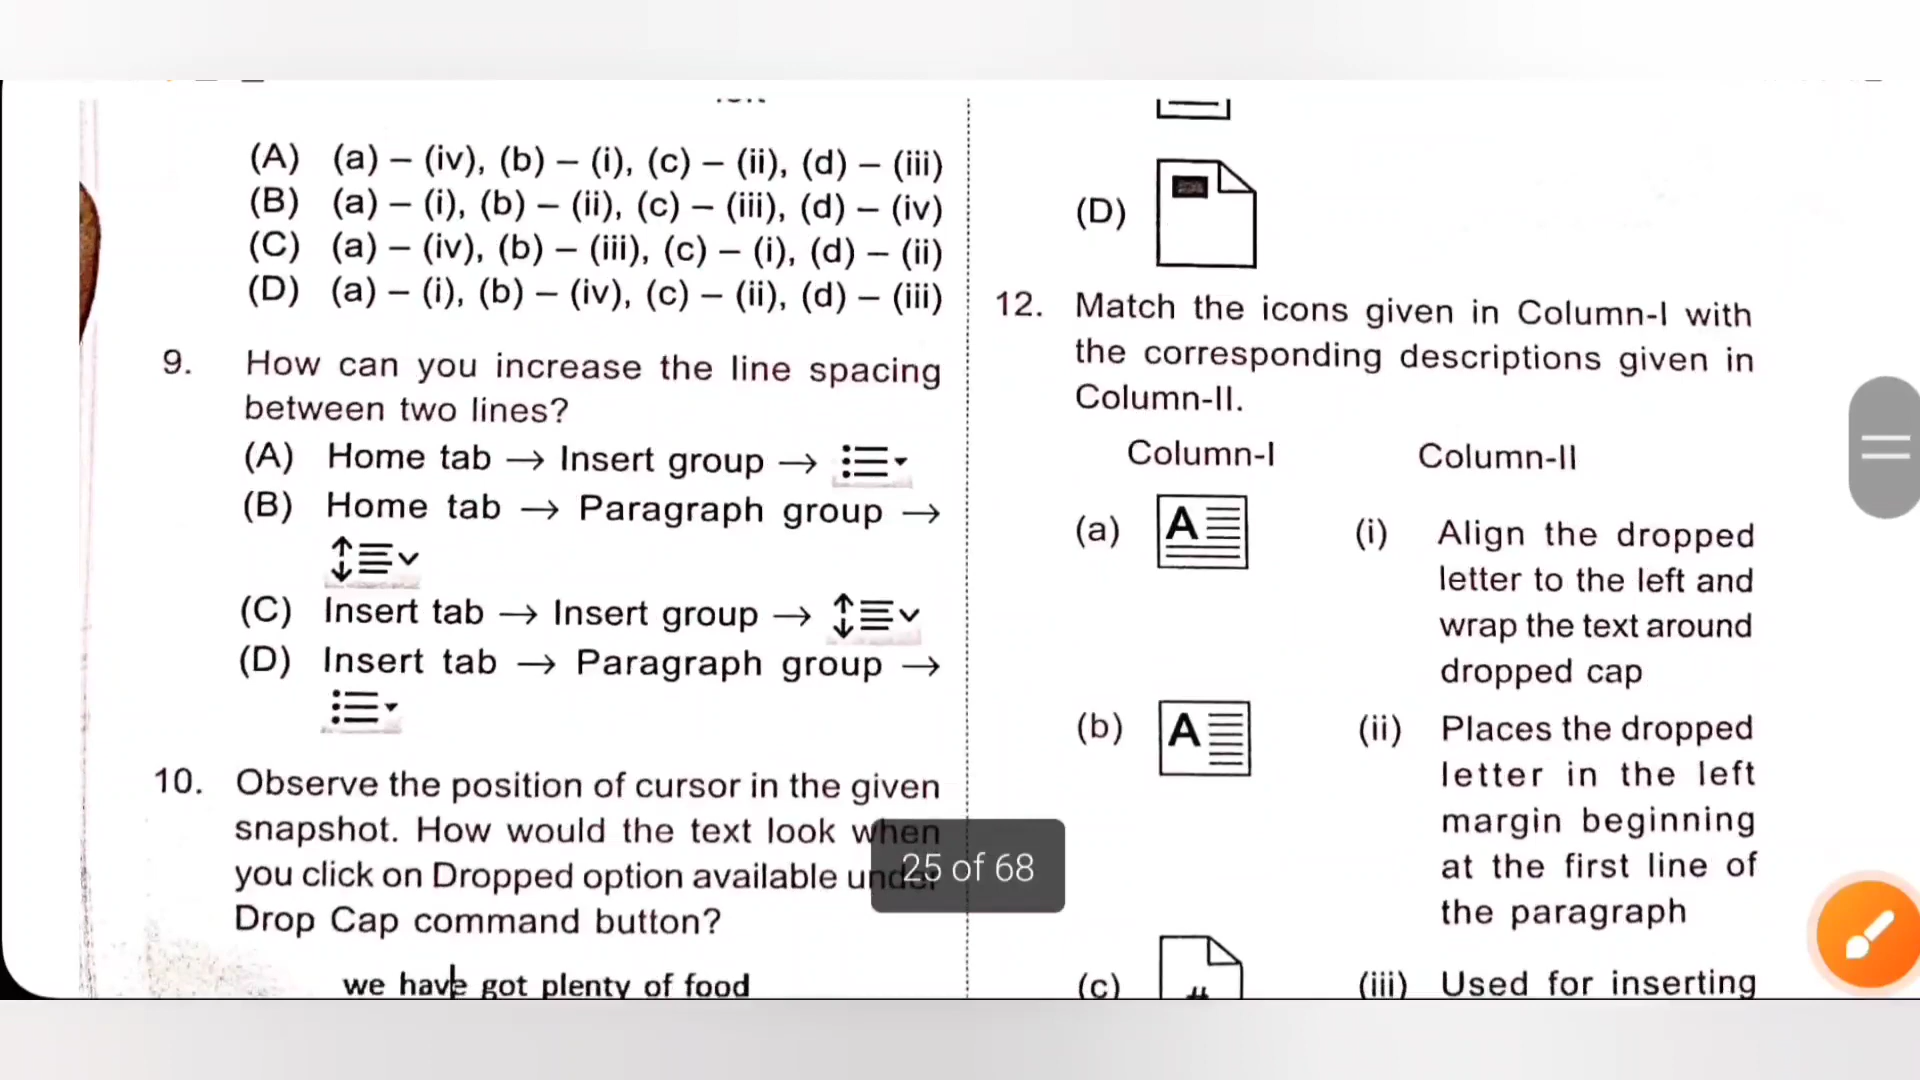 (A) (a) – (iv), (b) – (i), (c) – (ii), (d) – (iii)
(B) (a) – (i), (b) – (ii), (c) – (iii), (d) – (iv)
(C) (a) – (iv), (b) – (iii), (c) – (i), (d) – (ii)
(D) (a) – (i), (b) – (iv), (c) – (ii), (d) – (iii)
9. How can you increase the line spacing
between two lines?
(A) Home tab → Insert group →
(B) Home tab → Paragraph group →
(C) Insert tab → Insert group →
(D) Insert tab → Paragraph group →
10. Observe the position of cursor in the given
snapshot. How would the text look when
you click on Dropped option available under
Drop Cap command button?
we have got plenty of food
(D)
12. Match the icons given in Column-I with
the corresponding descriptions given in
Column-II.
Column-I Column-II
(a) A (i) Align the dropped
letter to the left and
wrap the text around
dropped cap
(b) A (ii) Places the dropped
letter in the left
margin beginning
at the first line of
the paragraph
(c) # (iii) Used for inserting
25 of 68